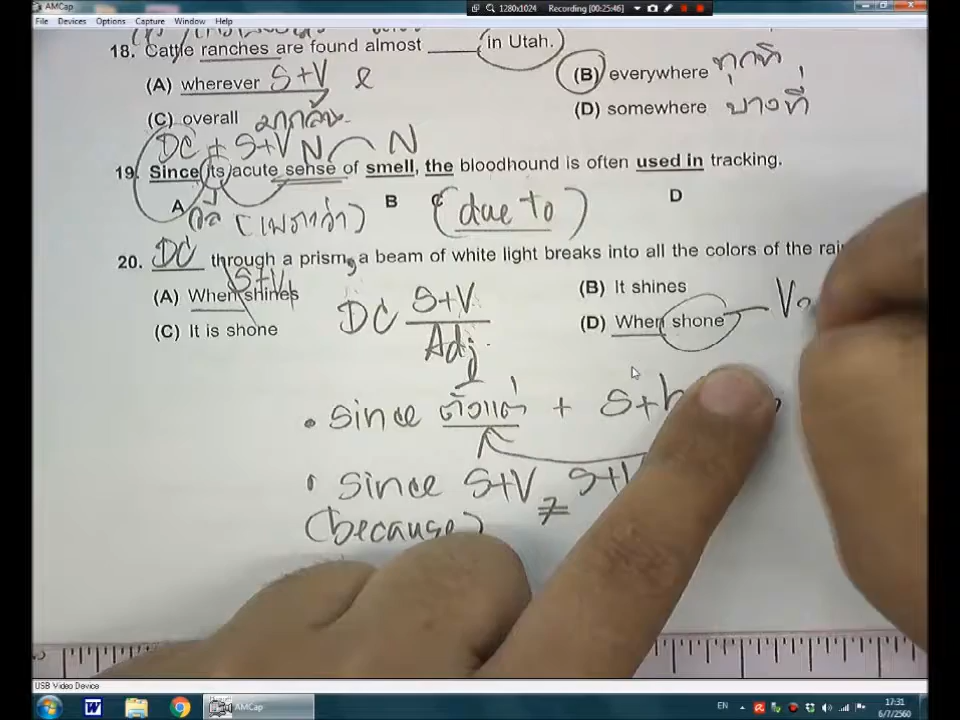 AMCap
1280x1024 Recording [00:25:46]
File Devices Options Capture Window Help
18. Cattle ranches are found almost ______ in Utah.
(A) wherever S+V (B) everywhere ทุกที่
(C) overall (D) somewhere บางที่
DC + S+V N N
19. Since its acute sense of smell, the bloodhound is often used in tracking.
A B C D
(เพราะว่า) (due to)
20. DC through a prism, a beam of white light breaks into all the colors of the
S+V
(A) When shines (B) It shines
DC S+V
(C) It is shone (D) When shone
Adj
• since ตั้งแต่ +
• since S+V ≠
(because)
USB Video Device
AMCap EN 17:31
6/7/2560